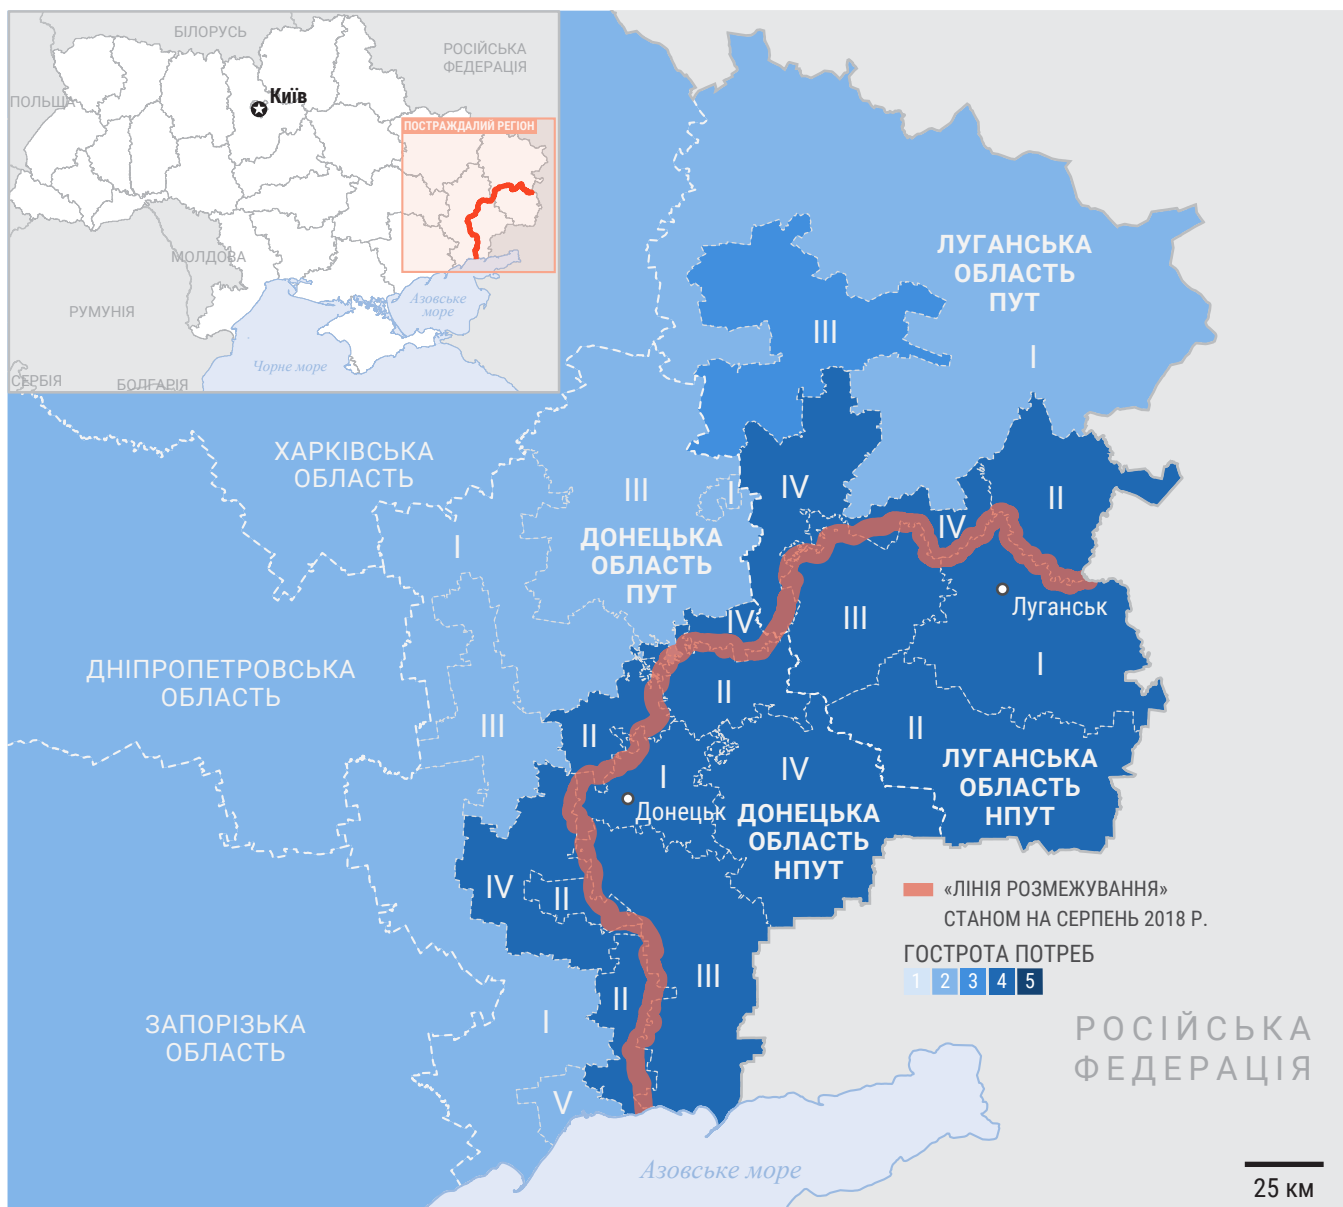 БІЛОРУСЬ
РОСІЙСЬКА
ФЕДЕРАЦІЯ
ПОЛЬЩА
Київ
ПОСТРАЖДАЛИЙ РЕГІОН
МОЛДОВА
РУМУНІЯ
Азовське
море
Чорне море
СЕРБІЯ
БОЛГАРІЯ
ЛУГАНСЬКА
ОБЛАСТЬ
ПУТ
III
I
ХАРКІВСЬКА
ОБЛАСТЬ
III
I
IV
II
IV
I
ДОНЕЦЬКА
ОБЛАСТЬ
ПУТ
Луганськ
IV
III
I
ДНІПРОПЕТРОВСЬКА
ОБЛАСТЬ
II
III
II
II
ЛУГАНСЬКА
ОБЛАСТЬ
НПУТ
I
IV
Донецьк
ДОНЕЦЬКА
ОБЛАСТЬ
НПУТ
IV
II
«ЛІНІЯ РОЗМЕЖУВАННЯ»
СТАНОМ НА СЕРПЕНЬ 2018 Р.
ГОСТРОТА ПОТРЕБ
1 2 3 4 5
III
II
I
ЗАПОРІЗЬКА
ОБЛАСТЬ
РОСІЙСЬКА
ФЕДЕРАЦІЯ
V
Азовське море
25 км